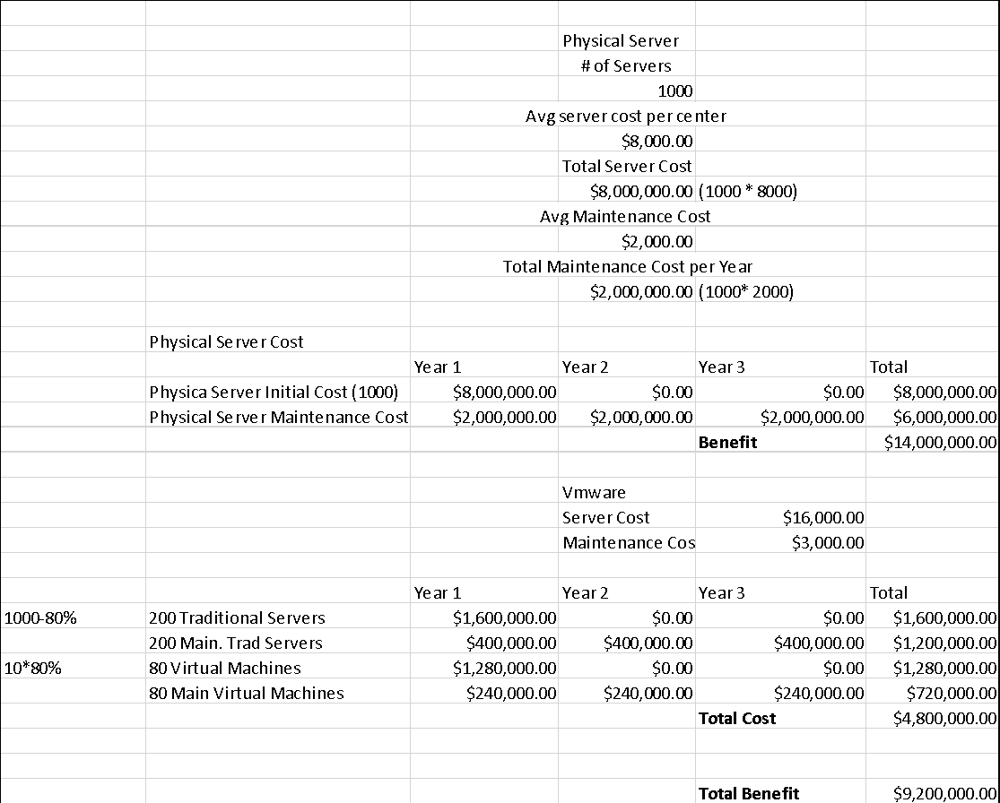 Physical Server
# of Servers
1000
Avg server cost per center
$8,000.00
Total Server Cost
$8,000,000.00 (1000 * 8000)
Avg Maintenance Cost
$2,000.00
Total Maintenance Cost per Year
$2,000,000.00 (1000* 2000)
Physical Server Cost
Year 1 Year 2 Year 3 Total
Physica Server Initial Cost (1000) $8,000,000.00 $0.00 $0.00 $8,000,000.00
Physical Server Maintenance Cost $2,000,000.00 $2,000,000.00 $2,000,000.00 $6,000,000.00
Benefit $14,000,000.00
Vmware
Server Cost $16,000.00
Maintenance Cos $3,000.00
Year 1 Year 2 Year 3 Total
1000-80% 200 Traditional Servers $1,600,000.00 $0.00 $0.00 $1,600,000.00
200 Main. Trad Servers $400,000.00 $400,000.00 $400,000.00 $1,200,000.00
10*80% 80 Virtual Machines $1,280,000.00 $0.00 $0.00 $1,280,000.00
80 Main Virtual Machines $240,000.00 $240,000.00 $240,000.00 $720,000.00
Total Cost $4,800,000.00
Total Benefit $9,200,000.00